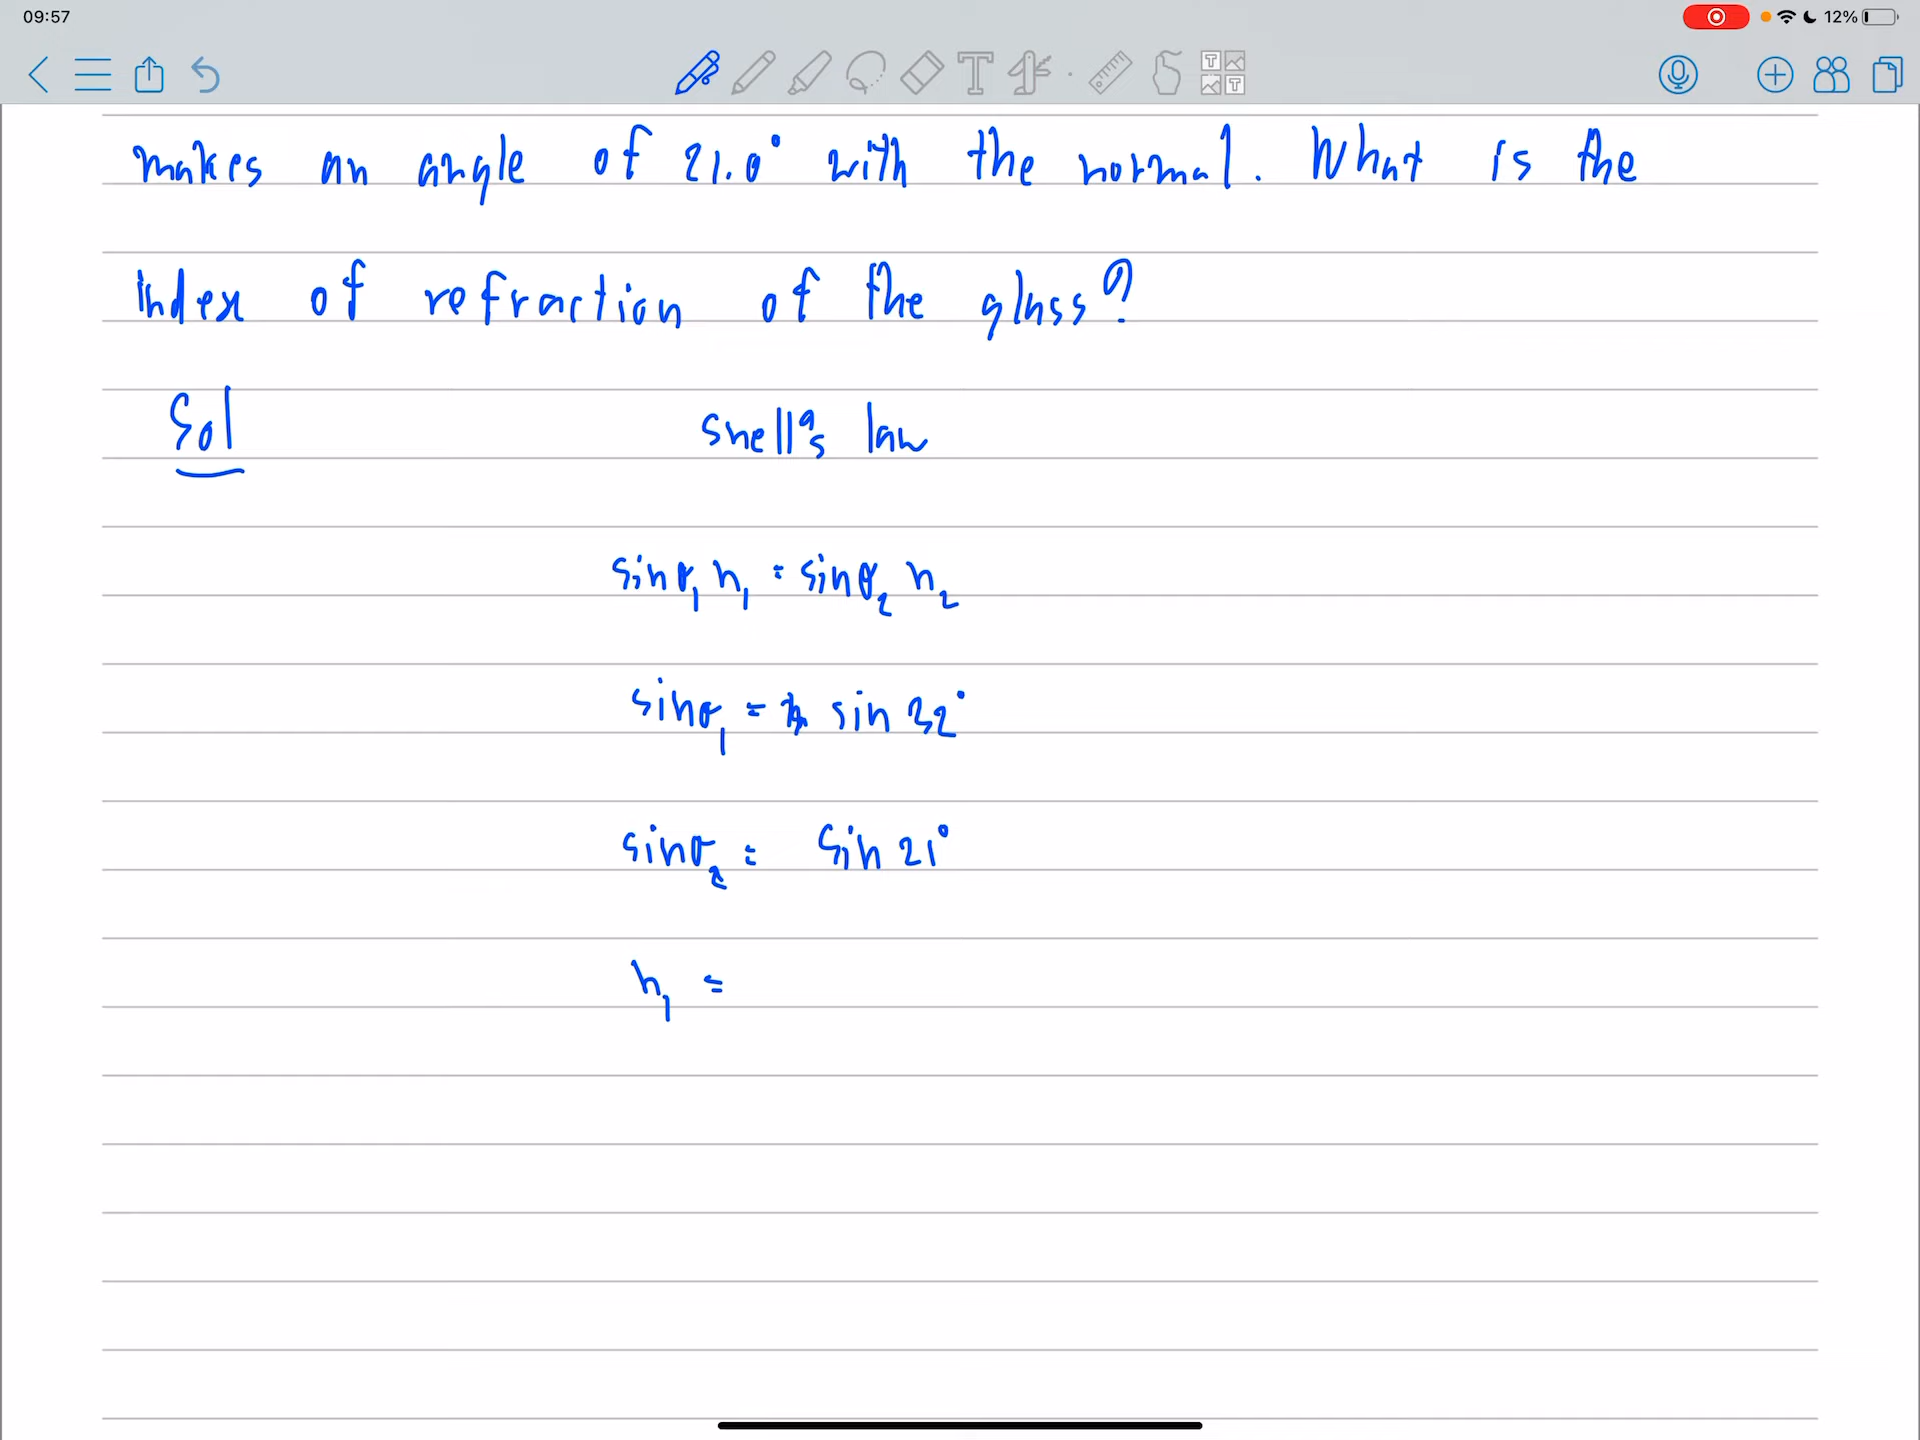 09:57
12%
makes an angle of 21.0° with the normal. What is the
index of refraction of the glass?
Sol
snell's law
sinθ₁ n₁ = sinθ₂ n₂
sinθ₁ = sin 32°
sinθ₂ = sin 21°
n₁ =